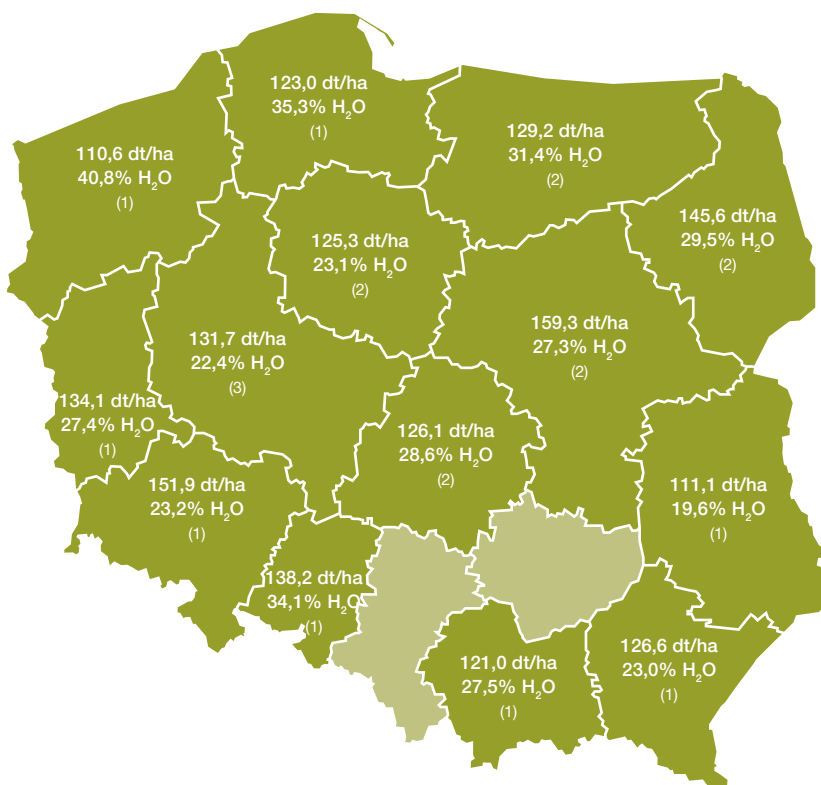 123,0 dt/ha
35,3% H₂O
(1)
129,2 dt/ha
31,4% H₂O
(2)
110,6 dt/ha
40,8% H₂O
(1)
145,6 dt/ha
29,5% H₂O
(2)
125,3 dt/ha
23,1% H₂O
(2)
159,3 dt/ha
27,3% H₂O
(2)
131,7 dt/ha
22,4% H₂O
(3)
134,1 dt/ha
27,4% H₂O
(1)
126,1 dt/ha
28,6% H₂O
(2)
151,9 dt/ha
23,2% H₂O
(1)
111,1 dt/ha
19,6% H₂O
(1)
138,2 dt/ha
34,1% H₂O
(1)
121,0 dt/ha
27,5% H₂O
(1)
126,6 dt/ha
23,0% H₂O
(1)